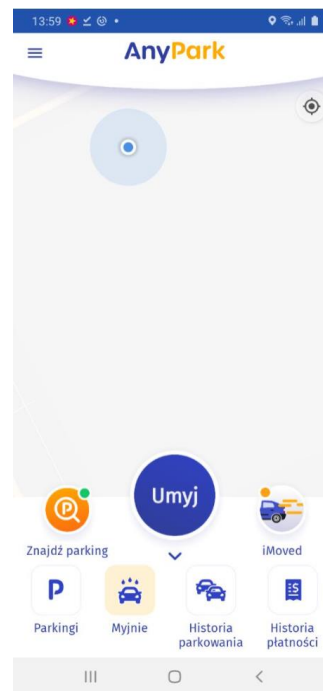 13:59
AnyPark
Umyj
Znajdź parking
iMoved
Parkingi
Myjnie
Historia
parkowania
Historia
płatności